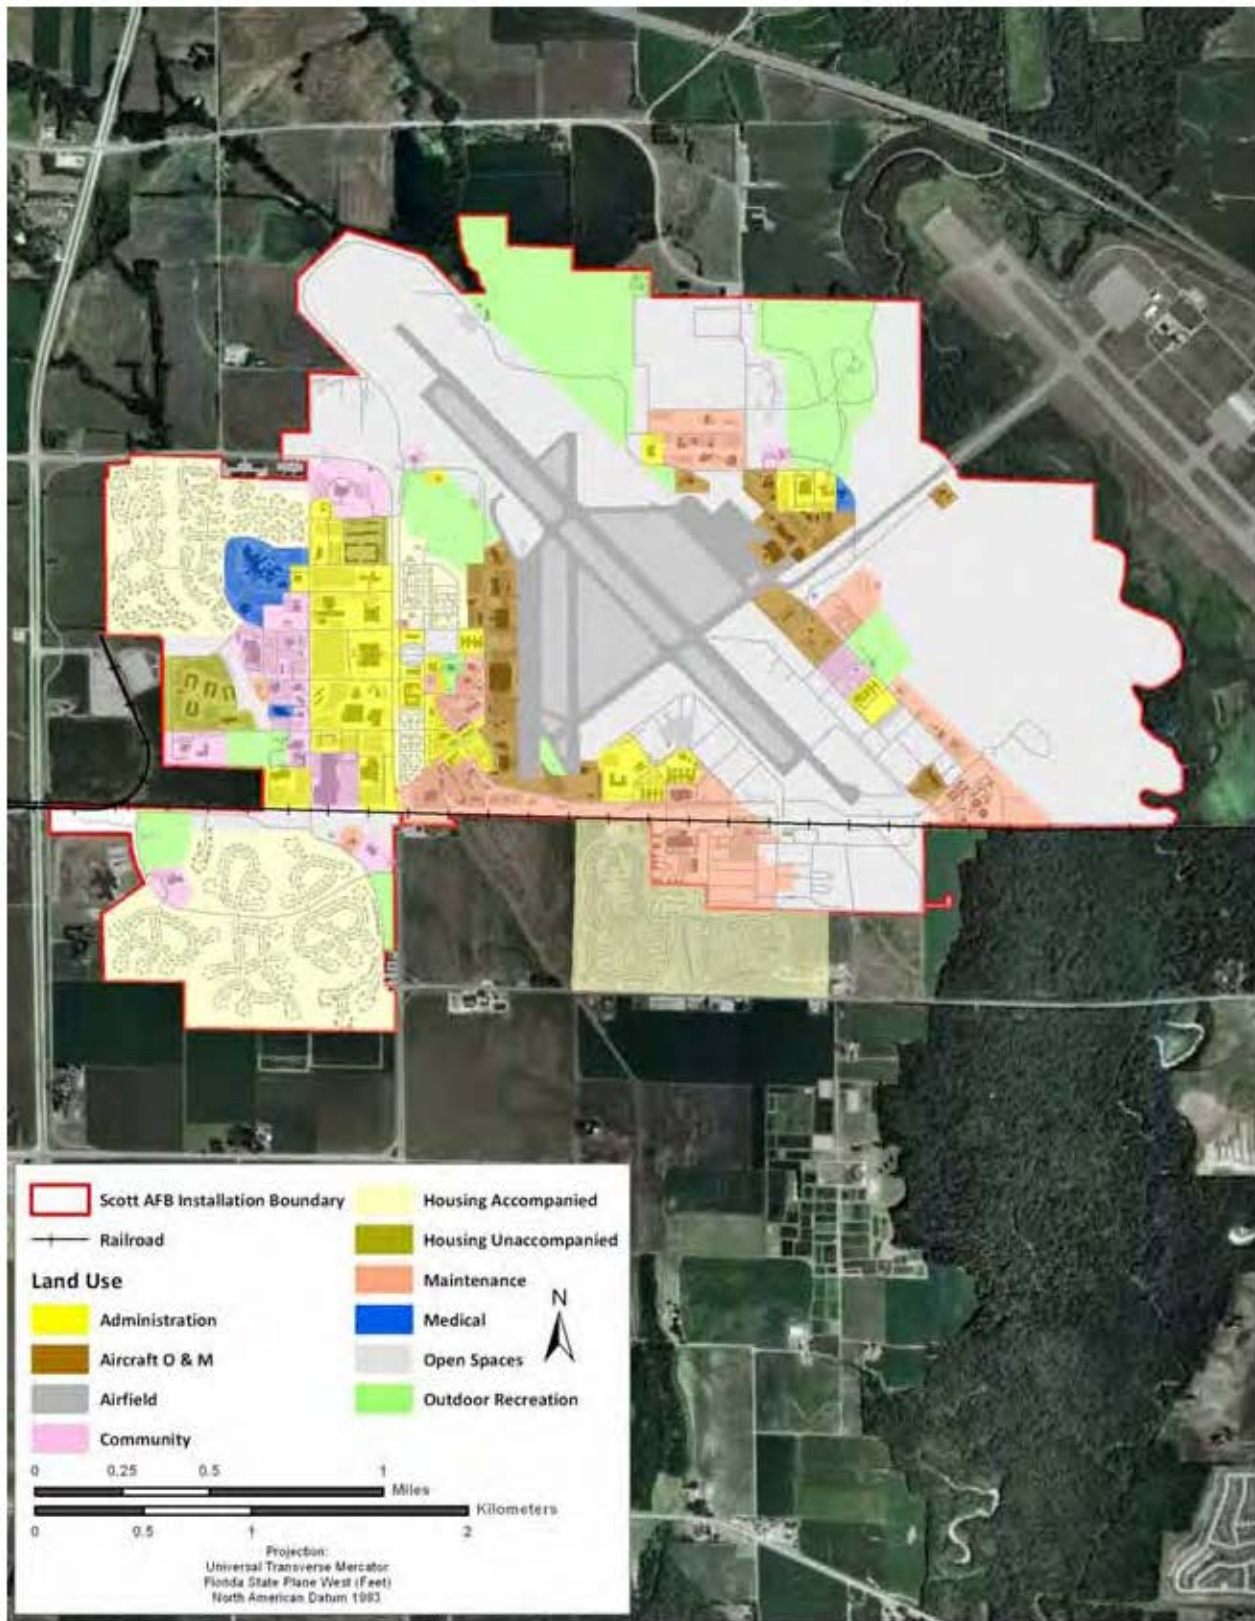 Scott AFB Installation Boundary
Railroad
Land Use
Administration
Aircraft O & M
Airfield
Community
Housing Accompanied
Housing Unaccompanied
Maintenance
Medical
Open Spaces
Outdoor Recreation
N
0 0.25 0.5 1
Miles
Kilometers
0 0.5 1 2
Projection:
Universal Transverse Mercator
Florida State Plane West (Feet)
North American Datum 1983